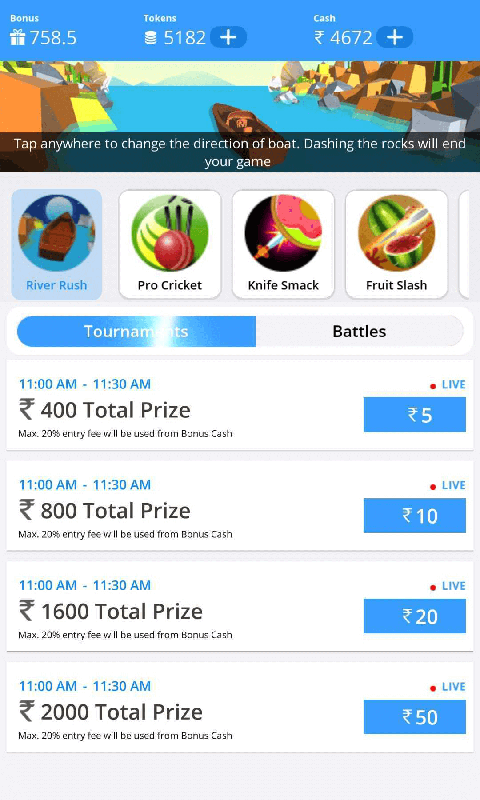 Bonus
758.5
Tokens
5182 +
Cash
₹ 4672 +
Tap anywhere to change the direction of boat. Dashing the rocks will end
your game
River Rush
Pro Cricket
Knife Smack
Fruit Slash
Tournaments
Battles
11:00 AM - 11:30 AM
LIVE
₹ 400 Total Prize
₹ 5
Max. 20% entry fee will be used from Bonus Cash
11:00 AM - 11:30 AM
LIVE
₹ 800 Total Prize
₹ 10
Max. 20% entry fee will be used from Bonus Cash
11:00 AM - 11:30 AM
LIVE
₹ 1600 Total Prize
₹ 20
Max. 20% entry fee will be used from Bonus Cash
11:00 AM - 11:30 AM
LIVE
₹ 2000 Total Prize
₹ 50
Max. 20% entry fee will be used from Bonus Cash